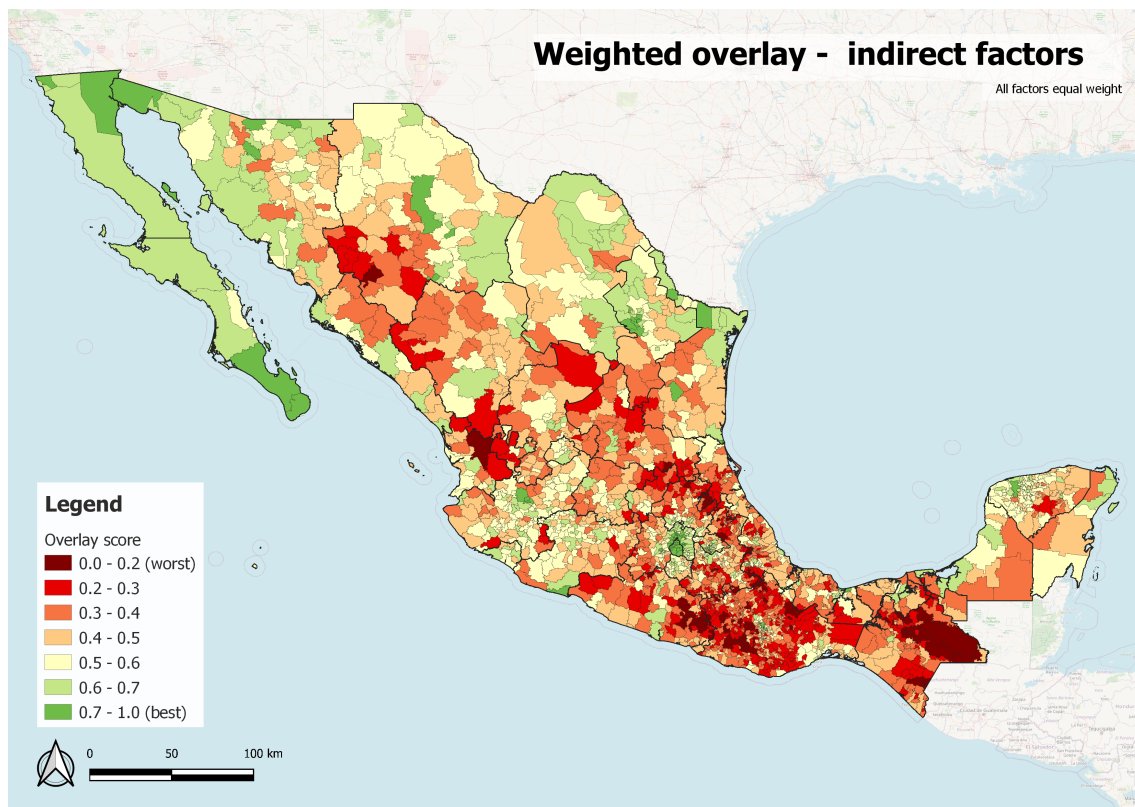 Weighted overlay - indirect factors
All factors equal weight
Legend
Overlay score
0.0 - 0.2 (worst)
0.2 - 0.3
0.3 - 0.4
0.4 - 0.5
0.5 - 0.6
0.6 - 0.7
0.7 - 1.0 (best)
0 50 100 km